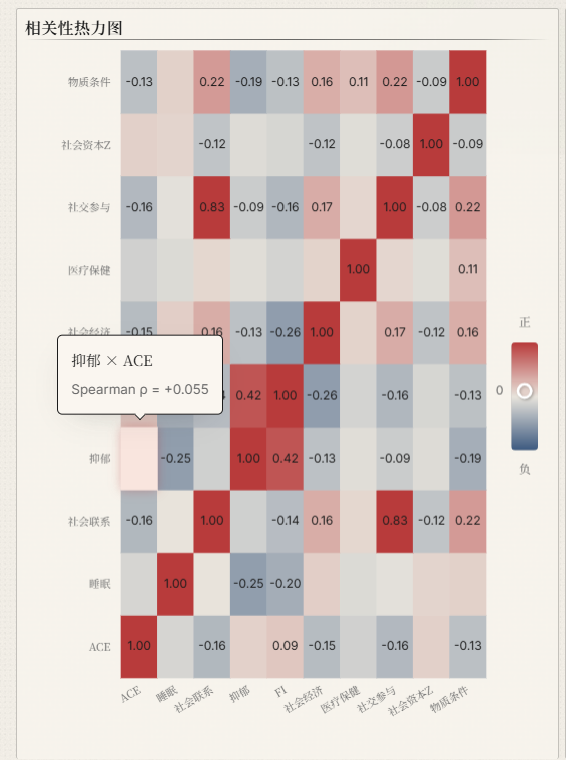 相关性热力图
物质条件 -0.13 0.22 -0.19 -0.13 0.16 0.11 0.22 -0.09 1.00
社会资本Z -0.12 -0.12 -0.08 1.00 -0.09
社交参与 -0.16 0.83 -0.09 -0.16 0.17 1.00 -0.08 0.22
医疗保健 1.00 0.11
社会经济 -0.15 0.16 -0.13 -0.26 1.00 0.17 -0.12 0.16
正
0
负
抑郁 × ACE
Spearman ρ = +0.055
0.42 1.00 -0.26 -0.16 -0.13
抑郁 -0.25 1.00 0.42 -0.13 -0.09 -0.19
社会联系 -0.16 1.00 -0.14 0.16 0.83 -0.12 0.22
睡眠 1.00 -0.25 -0.20
ACE 1.00 -0.16 0.09 -0.15 -0.16 -0.13
ACE 睡眠 社会联系 抑郁 FI 社会经济 医疗保健 社交参与 社会资本Z 物质条件